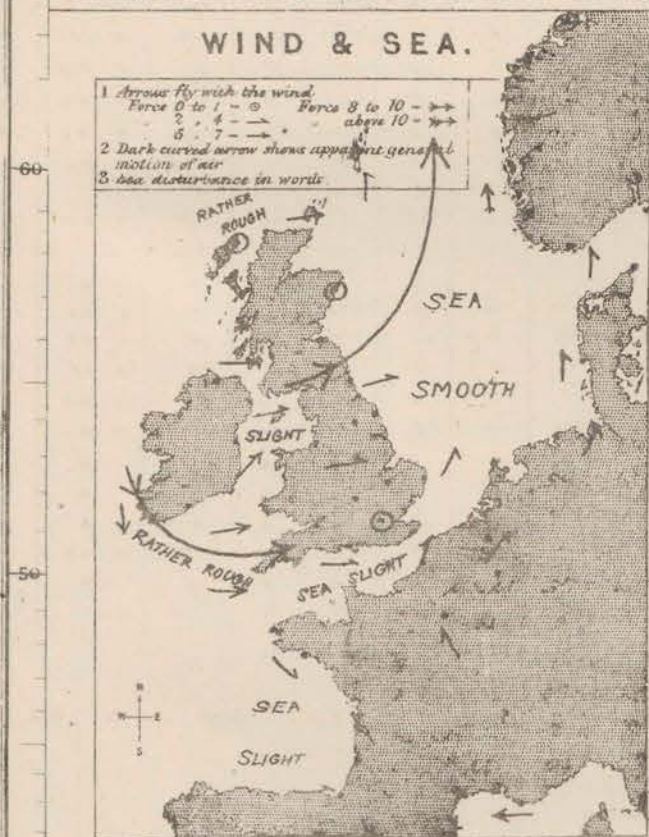 WIND & SEA.
1 Arrows fly with the wind
Force 0 to 1 - ⊙ Force 8 to 10 -
2 . 4 - above 10 -
5 . 7 -
2 Dark curved arrow shows apparent general
motion of air
3 Sea disturbance in words.
60
RATHER
ROUGH
SEA
SMOOTH
SLIGHT
RATHER ROUGH
SEA SLIGHT
50
N
W E
S
SEA
SLIGHT